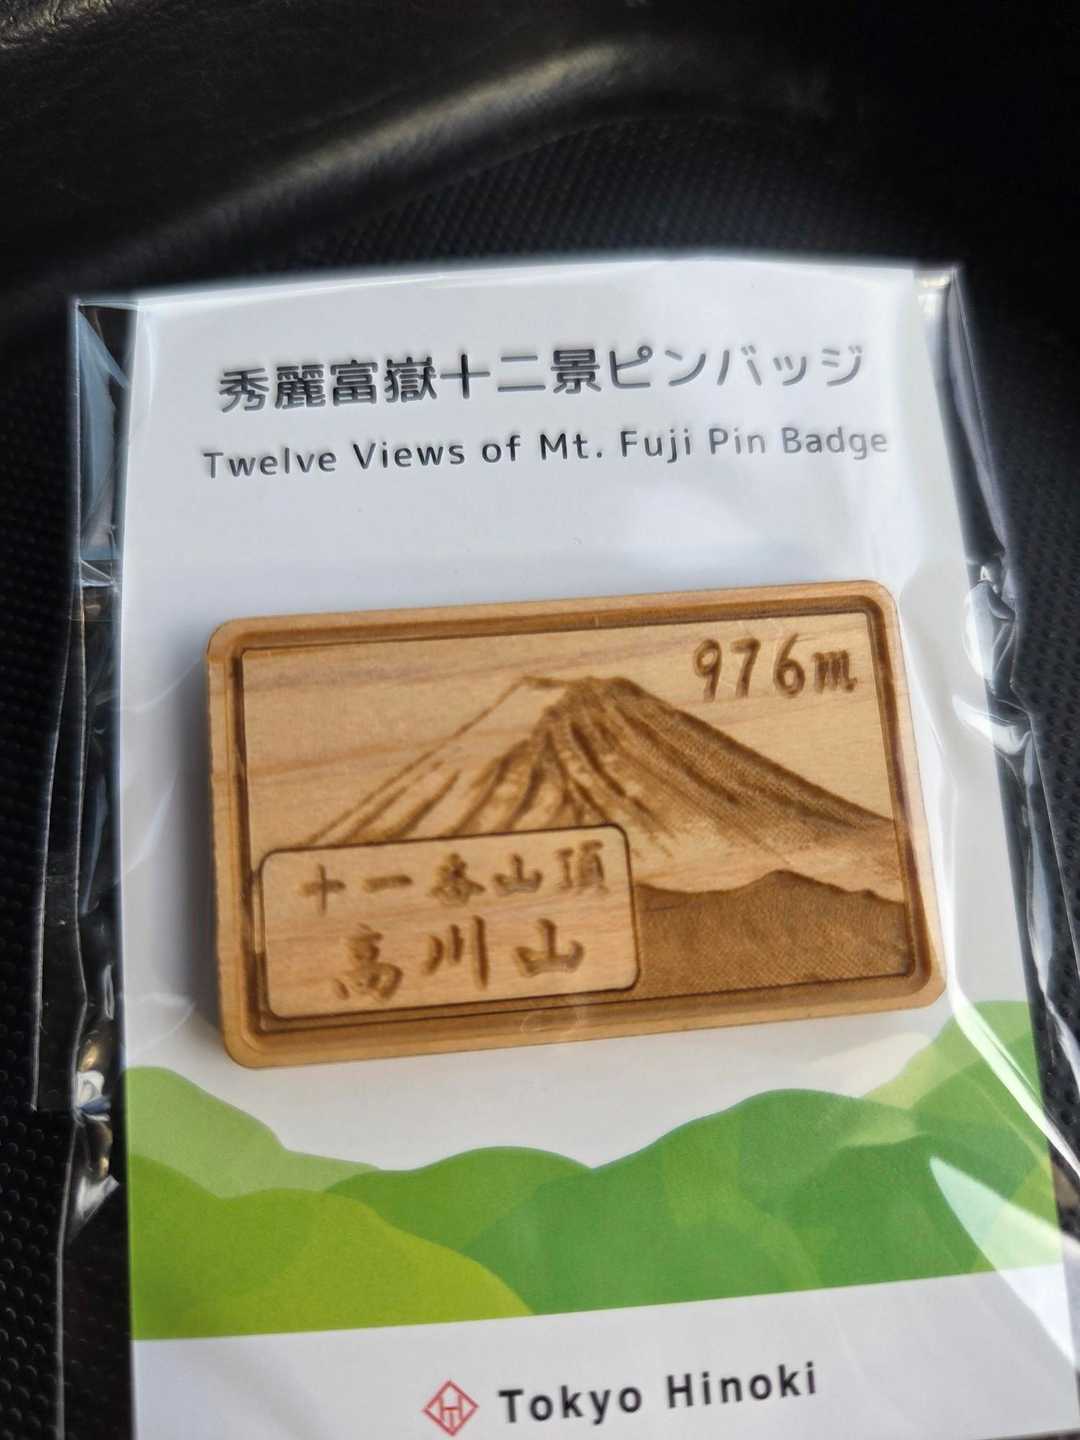 秀麗富嶽十二景ピンバッジ
Twelve Views of Mt. Fuji Pin Badge
976m
十一番山頂
高川山
Tokyo Hinoki